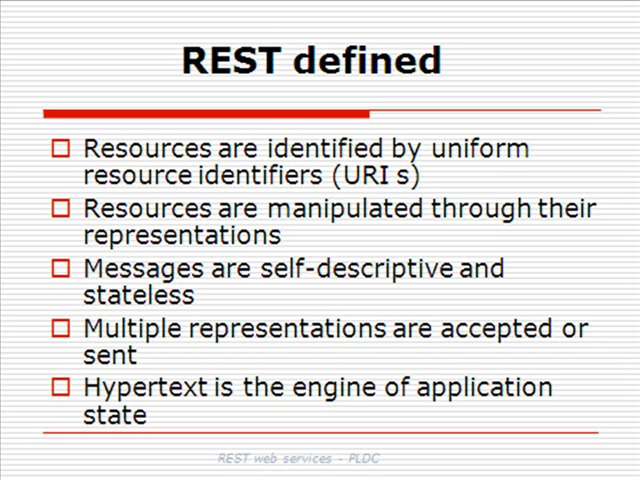 REST defined
Resources are identified by uniform
resource identifiers (URI s)
Resources are manipulated through their
representations
Messages are self-descriptive and
stateless
Multiple representations are accepted or
sent
Hypertext is the engine of application
state
REST web services - PLDC